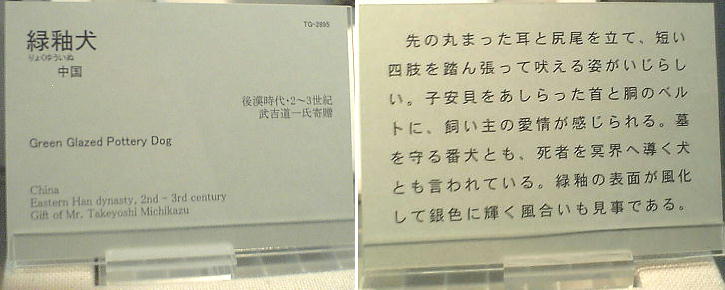 TG-2895
緑釉犬
りょくゆういぬ
中国
後漢時代・2～3世紀
武吉道一氏寄贈
Green Glazed Pottery Dog
China
Eastern Han dynasty, 2nd - 3rd century
Gift of Mr. Takeyoshi Michikazu
先の丸まった耳と尻尾を立て、短い
四肢を踏ん張って吠える姿がいじらし
い。子安貝をあしらった首と胴のベル
トに、飼い主の愛情が感じられる。墓
を守る番犬とも、死者を冥界へ導く犬
とも言われている。緑釉の表面が風化
して銀色に輝く風合いも見事である。